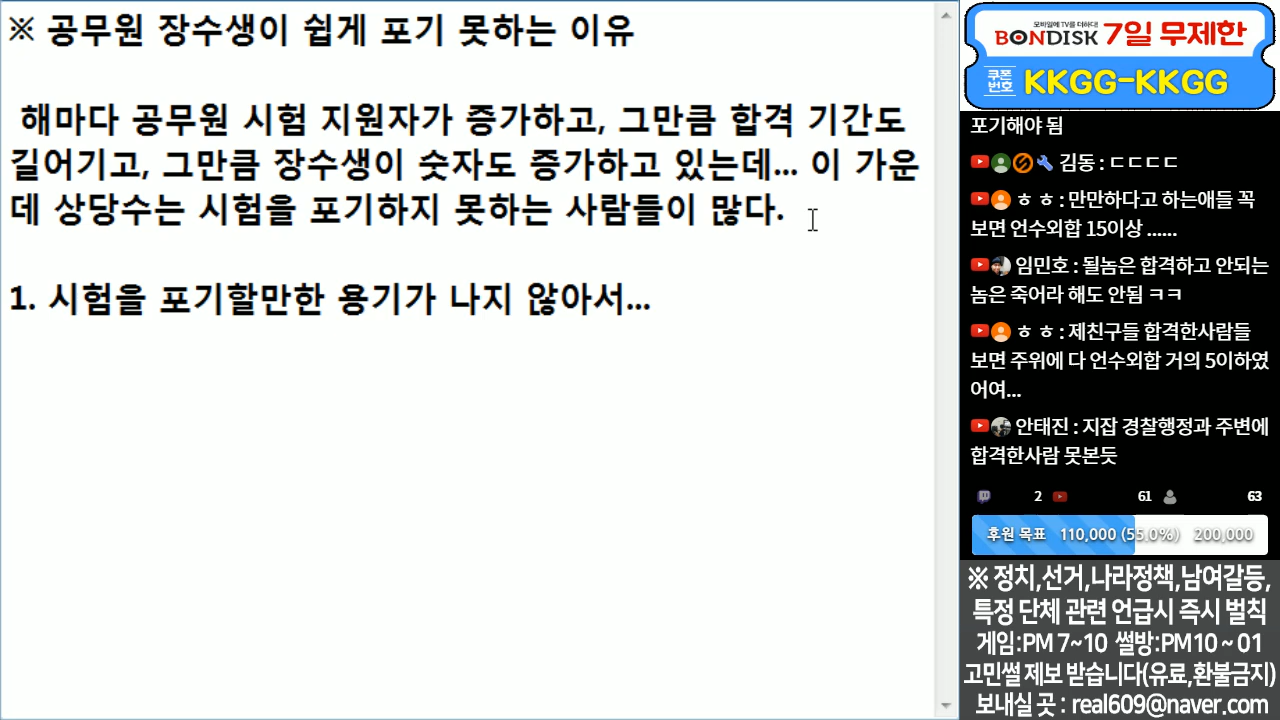 ※ 공무원 장수생이 쉽게 포기 못하는 이유
해마다 공무원 시험 지원자가 증가하고, 그만큼 합격 기간도
길어기고, 그만큼 장수생이 숫자도 증가하고 있는데... 이 가운
데 상당수는 시험을 포기하지 못하는 사람들이 많다.
1. 시험을 포기할만한 용기가 나지 않아서...
모바일에 TV를 더하다!
BONDISK 7일 무제한
쿠폰
번호 KKGG-KKGG
포기해야 됨
김동 : ㄷㄷㄷㄷ
ㅎ ㅎ : 만만하다고 하는애들 꼭
보면 언수외합 15이상 ......
임민호 : 될놈은 합격하고 안되는
놈은 죽어라 해도 안됨 ㅋㅋ
ㅎ ㅎ : 제친구들 합격한사람들
보면 주위에 다 언수외합 거의 5이하였
어여...
안태진 : 지잡 경찰행정과 주변에
합격한사람 못본듯
2 61 63
후원 목표 110,000 (55.0%) 200,000
※ 정치,선거,나라정책,남여갈등,
특정 단체 관련 언급시 즉시 벌칙
게임:PM 7~10 썰방:PM10 ~ 01
고민썰 제보 받습니다(유료,환불금지)
보내실 곳 : real609@naver.com